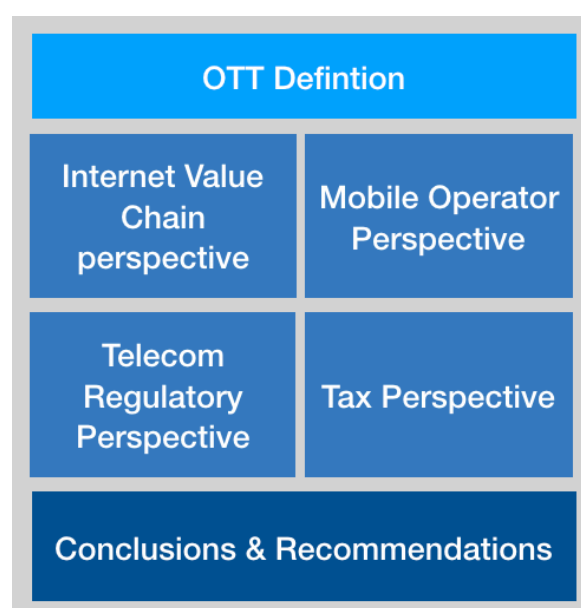 OTT Defintion
Internet Value
Chain
perspective
Mobile Operator
Perspective
Telecom
Regulatory
Perspective
Tax Perspective
Conclusions & Recommendations